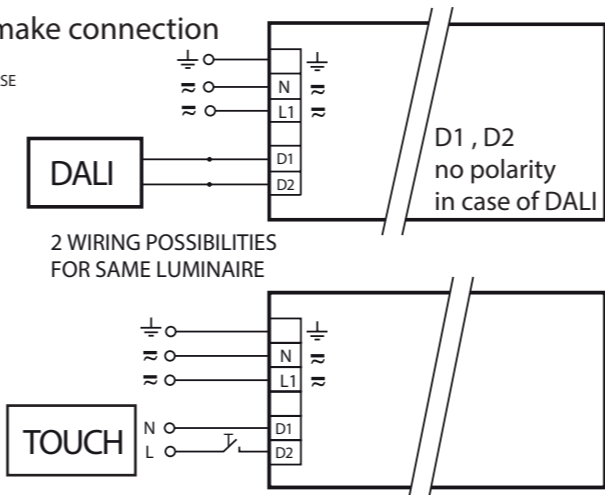 make connection
SE
N
L1
D1
D2
DALI
D1 , D2
no polarity
in case of DALI
2 WIRING POSSIBILITIES
FOR SAME LUMINAIRE
N
L1
TOUCH
N
L
D1
D2